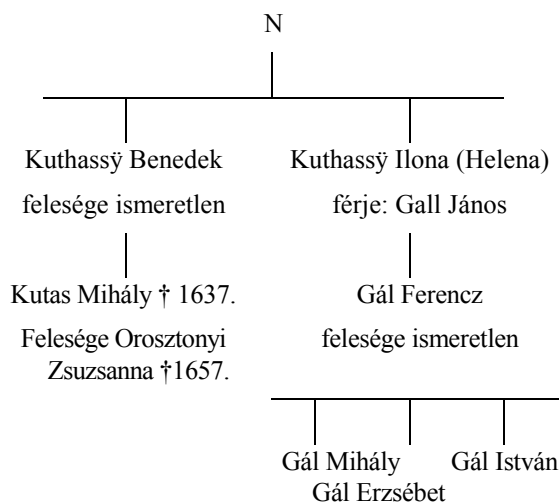 N
Kuthassÿ Benedek
felesége ismeretlen
Kuthassÿ Ilona (Helena)
férje: Gall János
Kutas Mihály † 1637.
Felesége Orosztonyi
Zsuzsanna †1657.
Gál Ferencz
felesége ismeretlen
Gál Mihály
Gál Erzsébet
Gál István